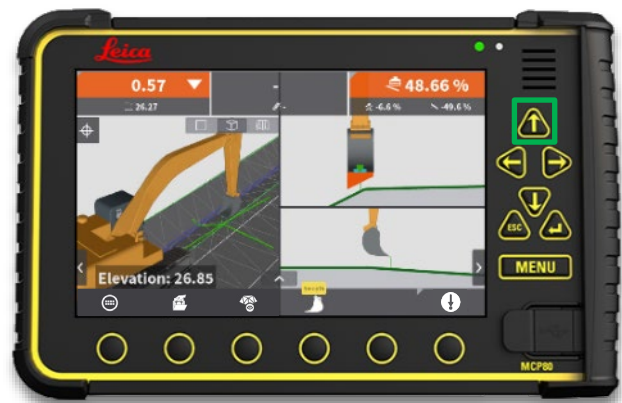 Leica
0.57
48.66 %
26.27
-6.6 %
-49.6 %
Elevation: 26.85
ESC
MENU
MCP80